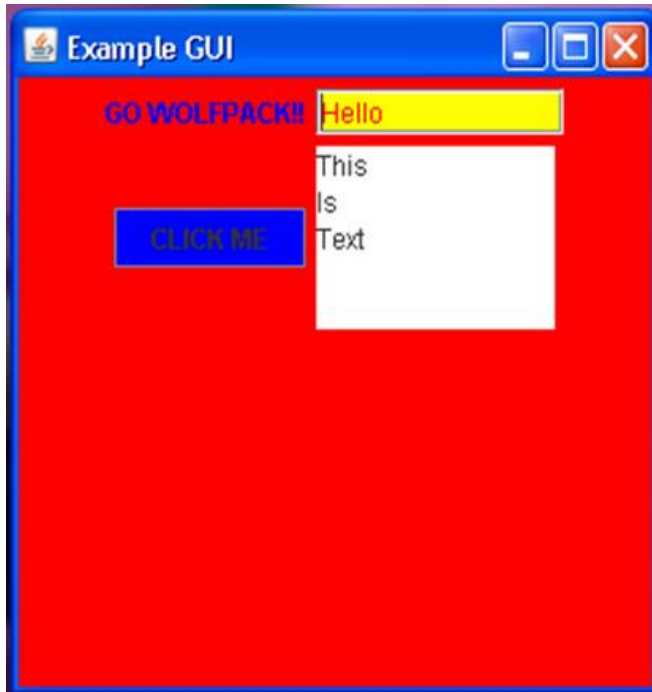 Example GUI
GO WOLFPACK!! Hello
CLICK ME
This
Is
Text